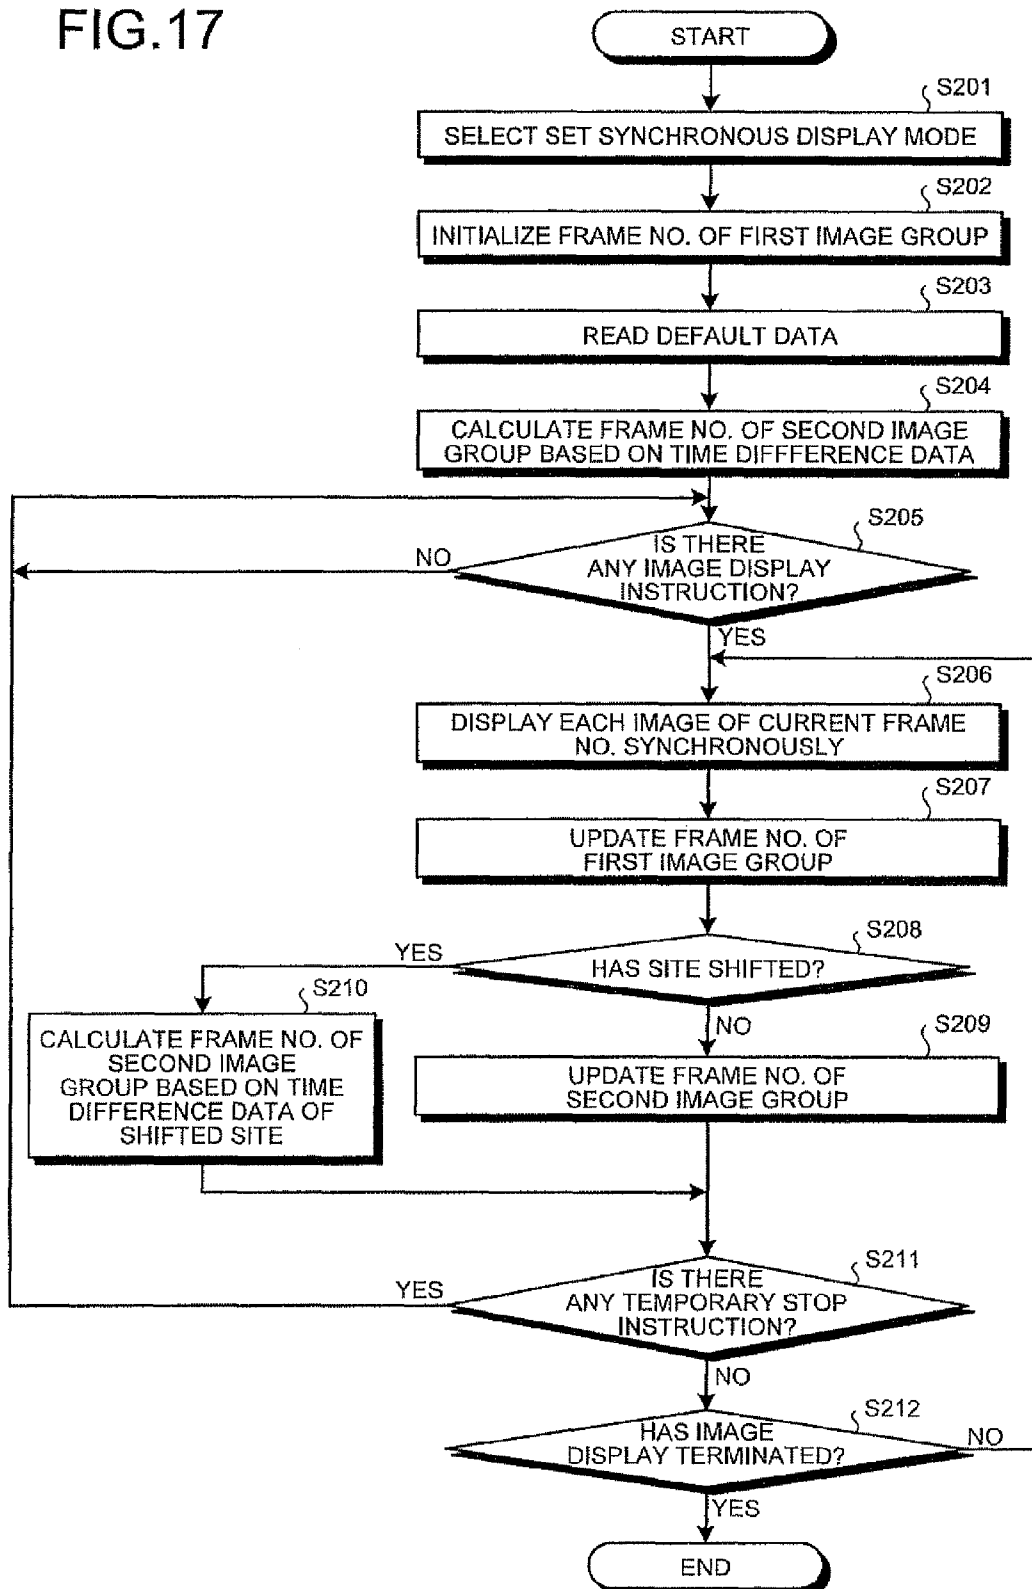 FIG.17
START
S201
SELECT SET SYNCHRONOUS DISPLAY MODE
S202
INITIALIZE FRAME NO. OF FIRST IMAGE GROUP
S203
READ DEFAULT DATA
S204
CALCULATE FRAME NO. OF SECOND IMAGE
GROUP BASED ON TIME DIFFFERENCE DATA
S205
NO
IS THERE
ANY IMAGE DISPLAY
INSTRUCTION?
YES
S206
DISPLAY EACH IMAGE OF CURRENT FRAME
NO. SYNCHRONOUSLY
S207
UPDATE FRAME NO. OF
FIRST IMAGE GROUP
S208
YES
HAS SITE SHIFTED?
NO
S210
CALCULATE FRAME NO. OF
SECOND IMAGE
GROUP BASED ON TIME
DIFFERENCE DATA OF
SHIFTED SITE
S209
UPDATE FRAME NO. OF
SECOND IMAGE GROUP
S211
YES
IS THERE
ANY TEMPORARY STOP
INSTRUCTION?
NO
S212
HAS IMAGE
DISPLAY TERMINATED?
NO
YES
END